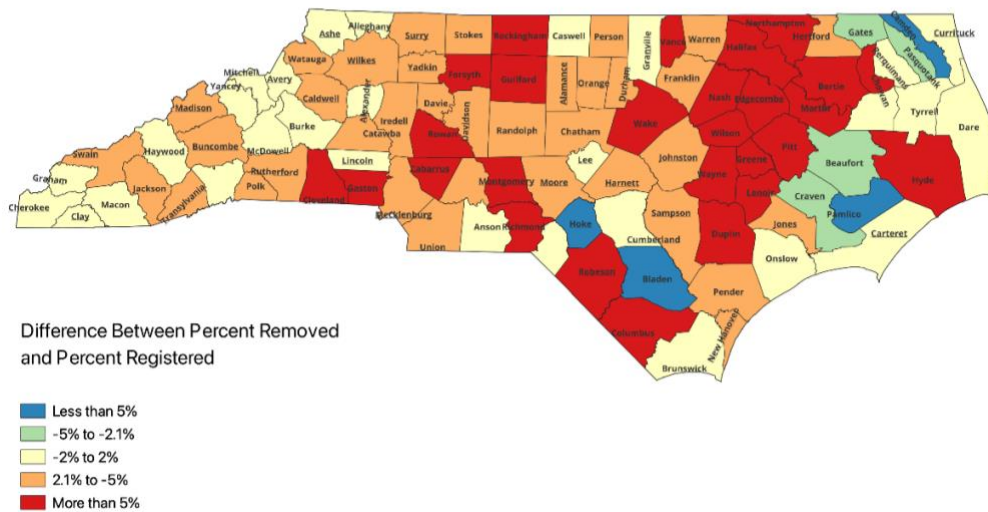 Ashe
Alleghany
Surry
Stokes
Rockingham
Caswell
Person
Granville
Vance
Warren
Northampton
Halifax
Hertford
Gates
Camden
Currituck
Pasquotank
Perquimans
Chowan
Watauga
Wilkes
Yadkin
Forsyth
Guilford
Alamance
Orange
Durham
Franklin
Nash
Edgecombe
Bertie
Martin
Tyrrell
Dare
Mitchell
Avery
Yancey
Caldwell
Alexander
Iredell
Davie
Davidson
Randolph
Chatham
Wake
Wilson
Pitt
Beaufort
Hyde
Madison
Burke
Catawba
Rowan
Lee
Johnston
Greene
Wayne
Lenoir
Craven
Pamlico
Swain
Haywood
Buncombe
McDowell
Rutherford
Lincoln
Cabarrus
Montgomery
Moore
Harnett
Graham
Jackson
Polk
Cleveland
Gaston
Transylvania
Cherokee
Clay
Macon
Mecklenburg
Union
Anson
Richmond
Hoke
Cumberland
Sampson
Duplin
Jones
Carteret
Onslow
Robeson
Bladen
Pender
Columbus
New Hanover
Brunswick
Difference Between Percent Removed
and Percent Registered
Less than 5%
-5% to -2.1%
-2% to 2%
2.1% to -5%
More than 5%